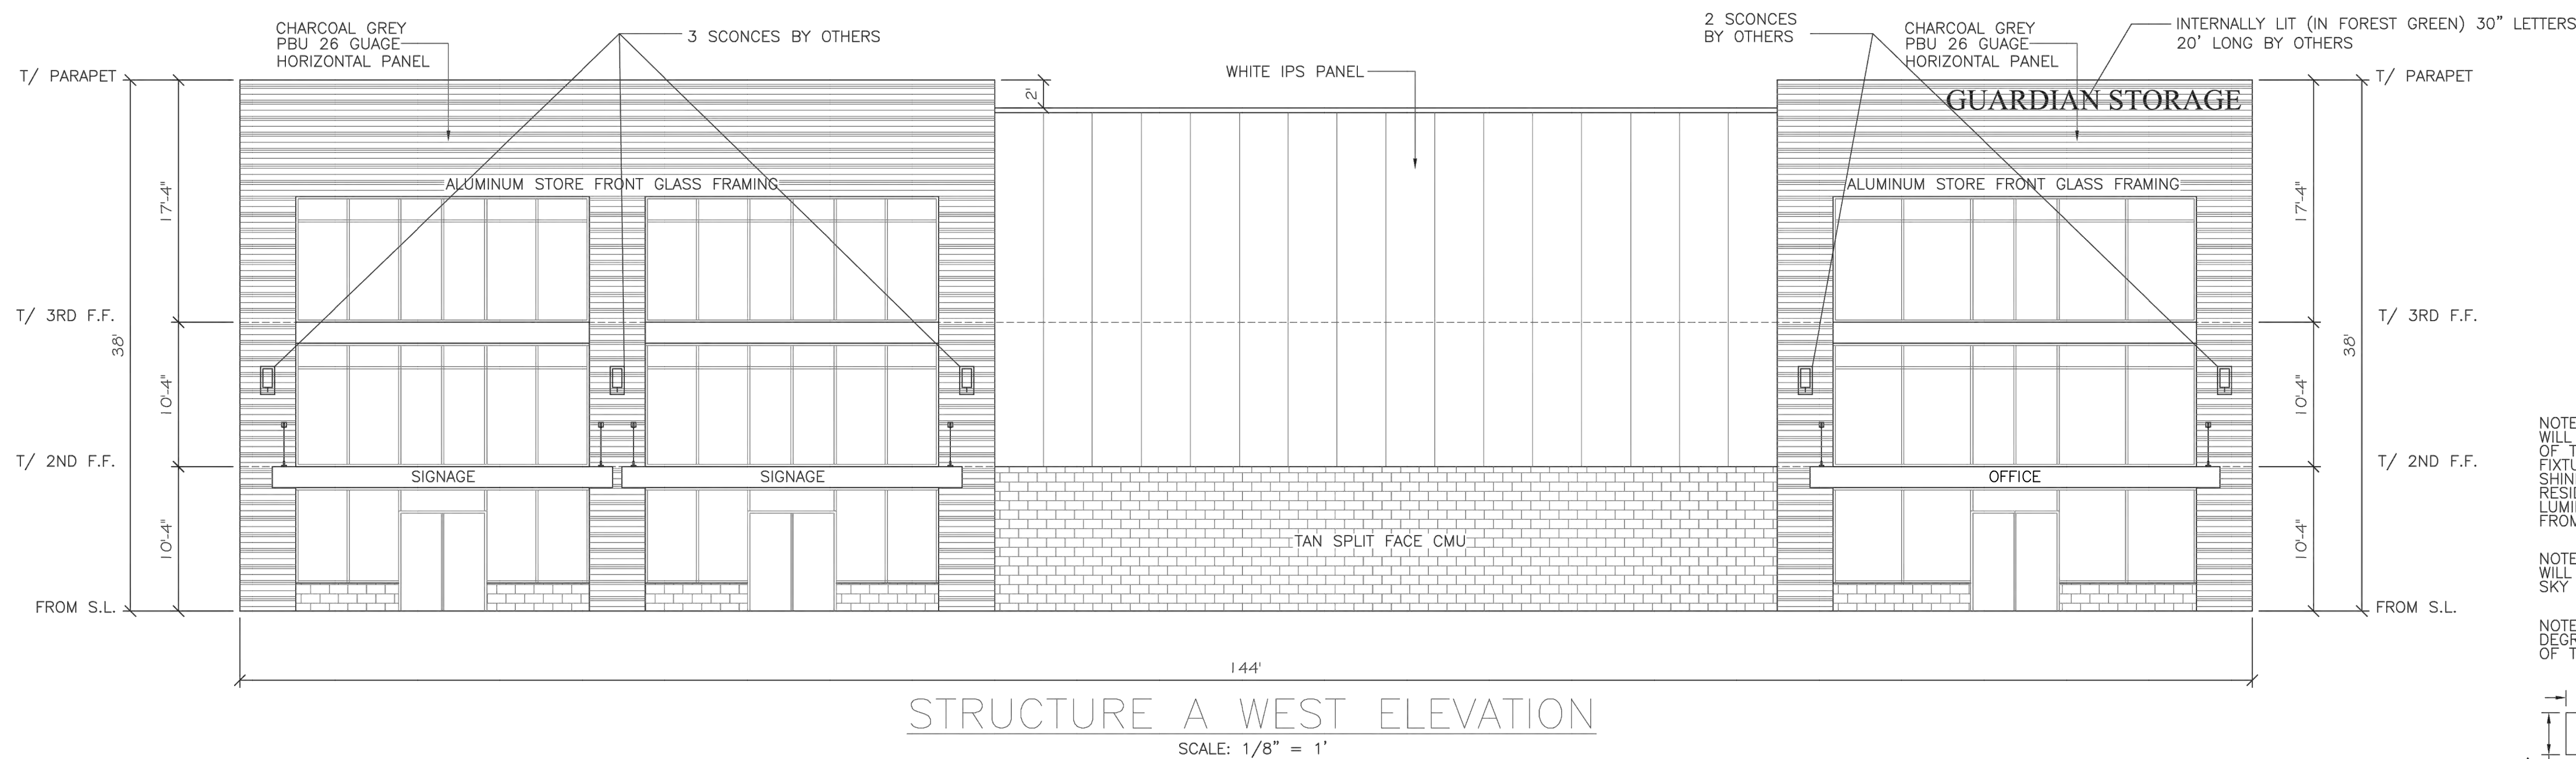 CHARCOAL GREY
PBU 26 GUAGE
HORIZONTAL PANEL
3 SCONCES BY OTHERS
WHITE IPS PANEL
2 SCONCES
BY OTHERS
CHARCOAL GREY
PBU 26 GUAGE
HORIZONTAL PANEL
INTERNALLY LIT (IN FOREST GREEN) 30" LETTERS
20' LONG BY OTHERS
T/ PARAPET
2'
T/ PARAPET
GUARDIAN STORAGE
ALUMINUM STORE FRONT GLASS FRAMING
ALUMINUM STORE FRONT GLASS FRAMING
17'-4"
17'-4"
T/ 3RD F.F.
T/ 3RD F.F.
38'
38'
10'-4"
10'-4"
T/ 2ND F.F.
T/ 2ND F.F.
SIGNAGE
SIGNAGE
OFFICE
10'-4"
10'-4"
TAN SPLIT FACE CMU
FROM S.L.
FROM S.L.
144'
STRUCTURE A WEST ELEVATION
SCALE: 1/8" = 1'
NOTE
WILL
OF T
FIXTU
SHIN
RESI
LUMI
FROM
NOTE
WILL
SKY
NOTE
DEGR
OF T